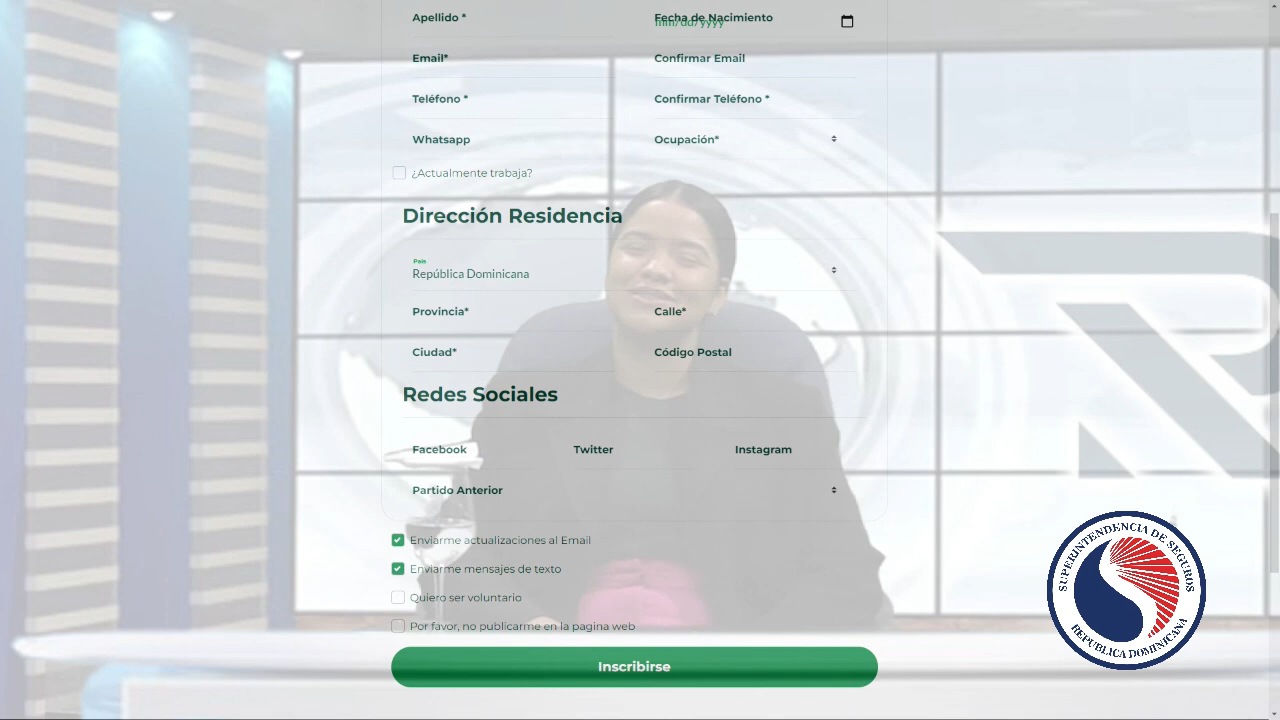 Apellido *
Fecha de Nacimiento
mm/dd/yyyy
Email*
Confirmar Email
Teléfono *
Confirmar Teléfono *
Whatsapp
Ocupación*
¿Actualmente trabaja?
Dirección Residencia
País
República Dominicana
Provincia*
Calle*
Ciudad*
Código Postal
Redes Sociales
Facebook
Twitter
Instagram
Partido Anterior
Enviarme actualizaciones al Email
Enviarme mensajes de texto
Quiero ser voluntario
Por favor, no publicarme en la pagina web
Inscribirse
SUPERINTENDENCIA DE SEGUROS
REPUBLICA DOMINICANA